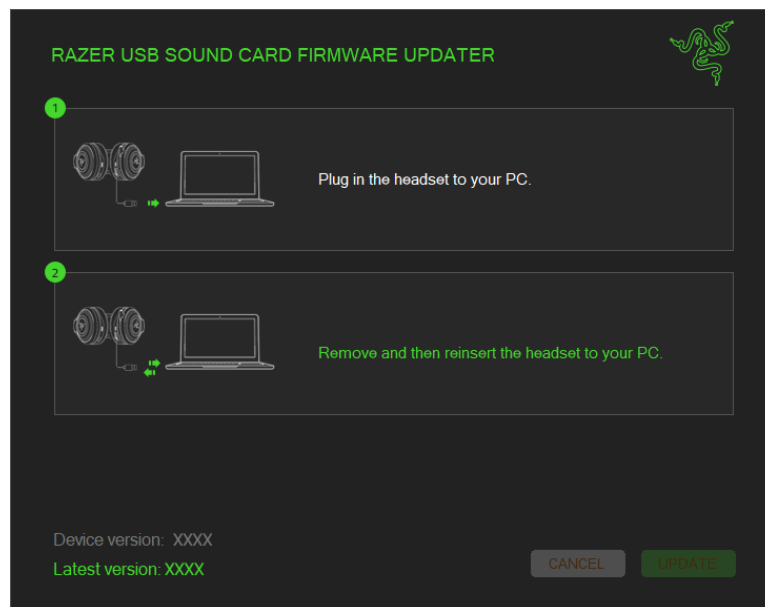 RAZER USB SOUND CARD FIRMWARE UPDATER
1
Plug in the headset to your PC.
2
Remove and then reinsert the headset to your PC.
Device version: XXXX
Latest version: XXXX
CANCEL
UPDATE